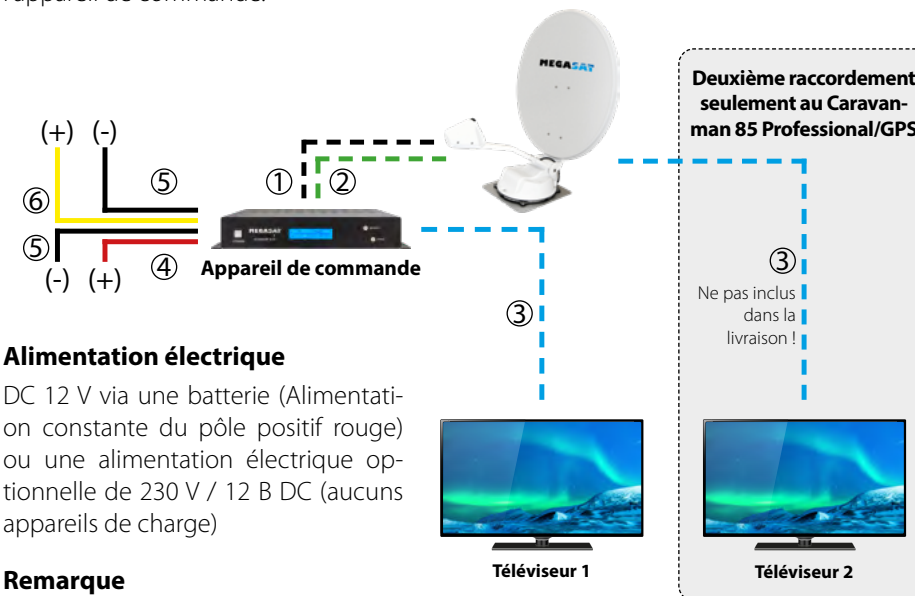 l'appareil de commande.
MEGASAT
Deuxième raccordement
seulement au Caravan-
man 85 Professional/GPS
(+) (-)
⑤
① ②
⑥
⑤
(-) (+)
④
MEGASAT
Appareil de commande
③
③
Ne pas inclus
dans la
livraison !
Alimentation électrique
DC 12 V via une batterie (Alimentati-
on constante du pôle positif rouge)
ou une alimentation électrique op-
tionnelle de 230 V / 12 B DC (aucuns
appareils de charge)
Téléviseur 1
Téléviseur 2
Remarque